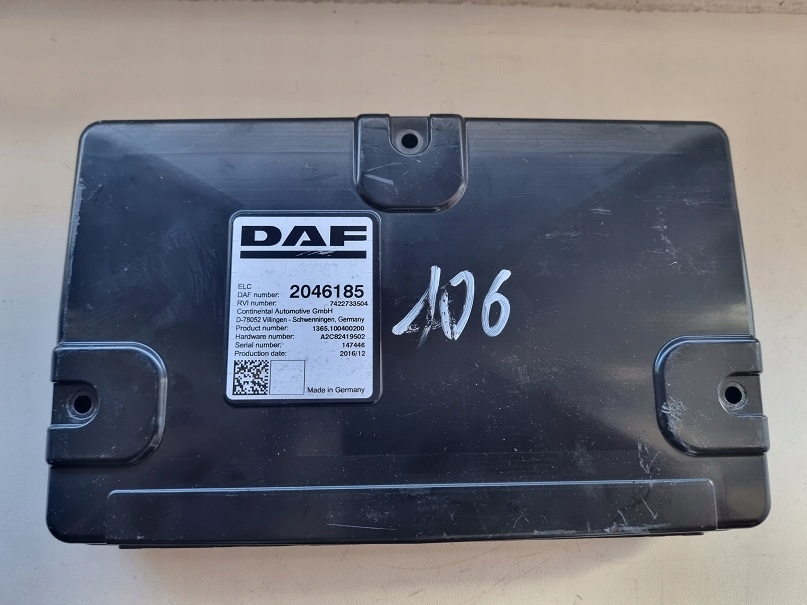 DAF
ELC
DAF number: 2046185
RVI number: 7422733504
Continental Automotive GmbH
D-78052 Villingen - Schwenningen, Germany
Product number: 1365.100400200
Hardware number: A2C82419502
Serial number: 147446
Production date: 2016/12
Made in Germany
106